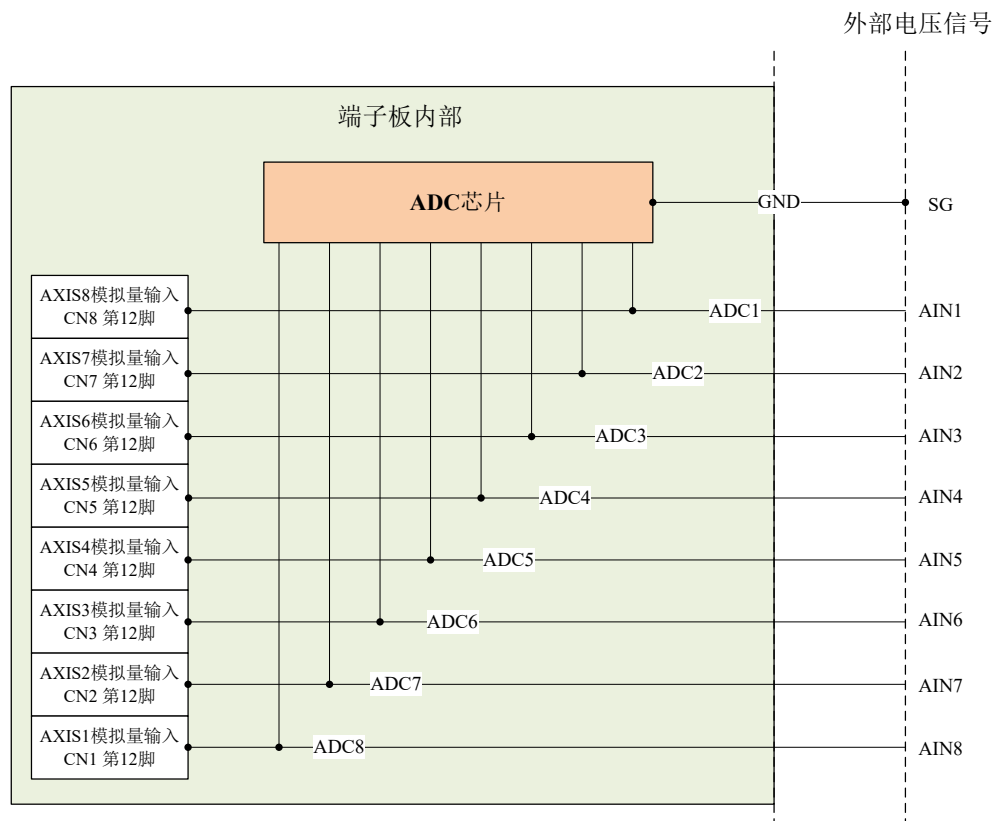 外部电压信号
端子板内部
ADC芯片
GND
SG
AXIS8模拟量输入
CN8 第12脚
ADC1
AIN1
AXIS7模拟量输入
CN7 第12脚
ADC2
AIN2
AXIS6模拟量输入
CN6 第12脚
ADC3
AIN3
AXIS5模拟量输入
CN5 第12脚
ADC4
AIN4
AXIS4模拟量输入
CN4 第12脚
ADC5
AIN5
AXIS3模拟量输入
CN3 第12脚
ADC6
AIN6
AXIS2模拟量输入
CN2 第12脚
ADC7
AIN7
AXIS1模拟量输入
CN1 第12脚
ADC8
AIN8